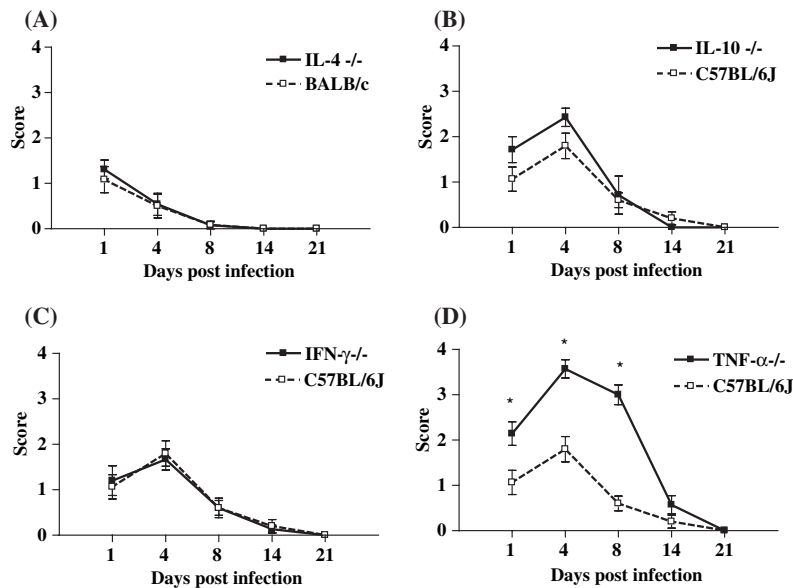 (A)
IL-4 -/-
BALB/c
Score
4
3
2
1
0
1 4 8 14 21
Days post infection
(B)
IL-10 -/-
C57BL/6J
Score
4
3
2
1
0
1 4 8 14 21
Days post infection
(C)
IFN-γ-/-
C57BL/6J
Score
4
3
2
1
0
1 4 8 14 21
Days post infection
(D)
TNF-α-/-
C57BL/6J
Score
4
3
2
1
0
* * *
1 4 8 14 21
Days post infection